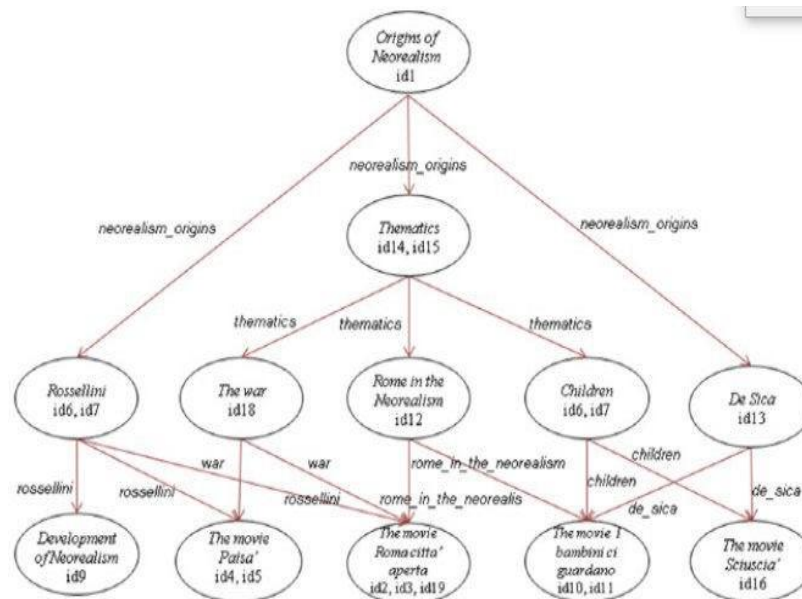 Origins of
Neorealism
id1
neorealism_origins
neorealism_origins
neorealism_origins
Thematics
id14, id15
thematics
thematics
thematics
Rossellini
id6, id7
The war
id18
Rome in the
Neorealism
id12
Children
id6, id7
De Sica
id13
war
war
rome_in_the_neorealism
children
rossellini
rossellini
rossellini
rome_in_the_neorealis
children
de_sica
de_sica
Development
of Neorealism
id9
The movie
Paisa'
id4, id5
The movie
Roma citta'
aperta
id2, id3, id19
The movie I
bambini ci
guardano
id10, id11
The movie
Sciuscia'
id16